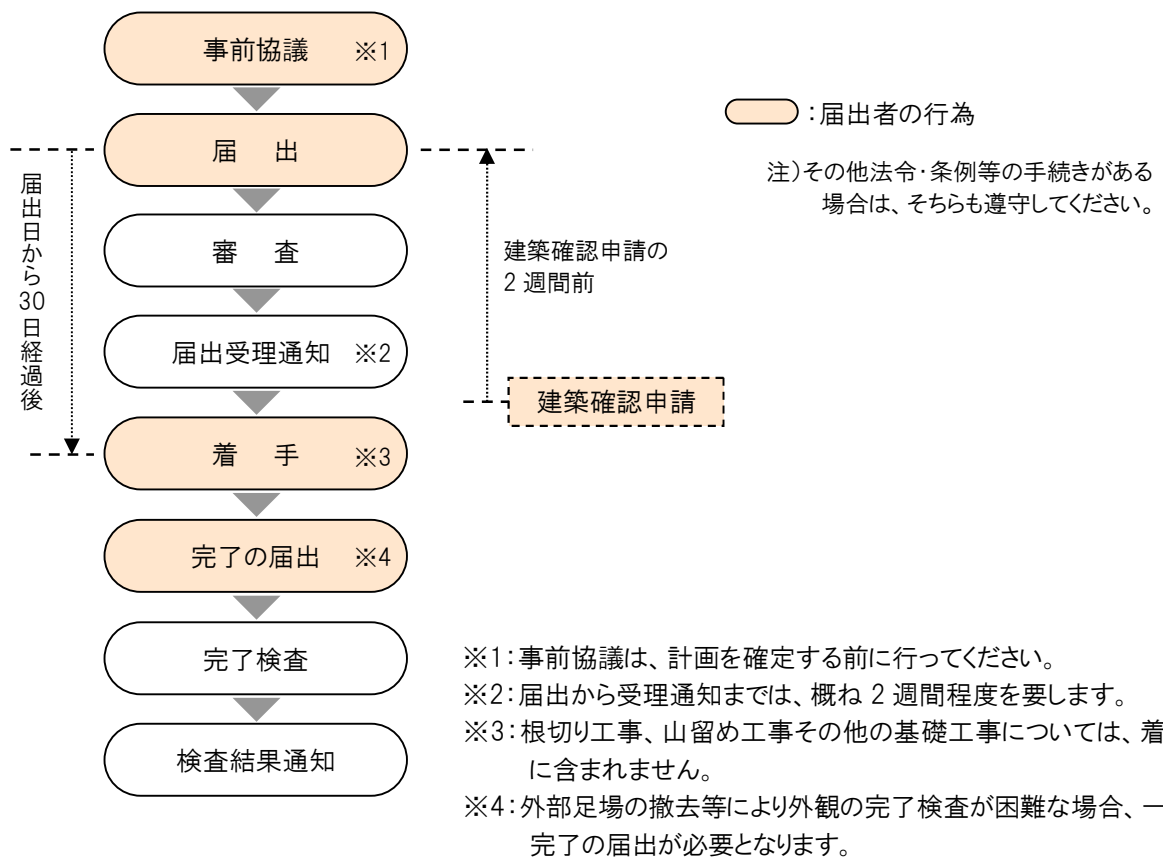 事前協議 ※1
届 出
審 査
届出受理通知 ※2
着 手 ※3
完了の届出 ※4
完了検査
検査結果通知
届出日から30日経過後
建築確認申請の
2 週間前
建築確認申請
:届出者の行為
注)その他法令・条例等の手続きがある
場合は、そちらも遵守してください。
※1:事前協議は、計画を確定する前に行ってください。
※2:届出から受理通知までは、概ね 2 週間程度を要します。
※3:根切り工事、山留め工事その他の基礎工事については、着
に含まれません。
※4:外部足場の撤去等により外観の完了検査が困難な場合、一
完了の届出が必要となります。